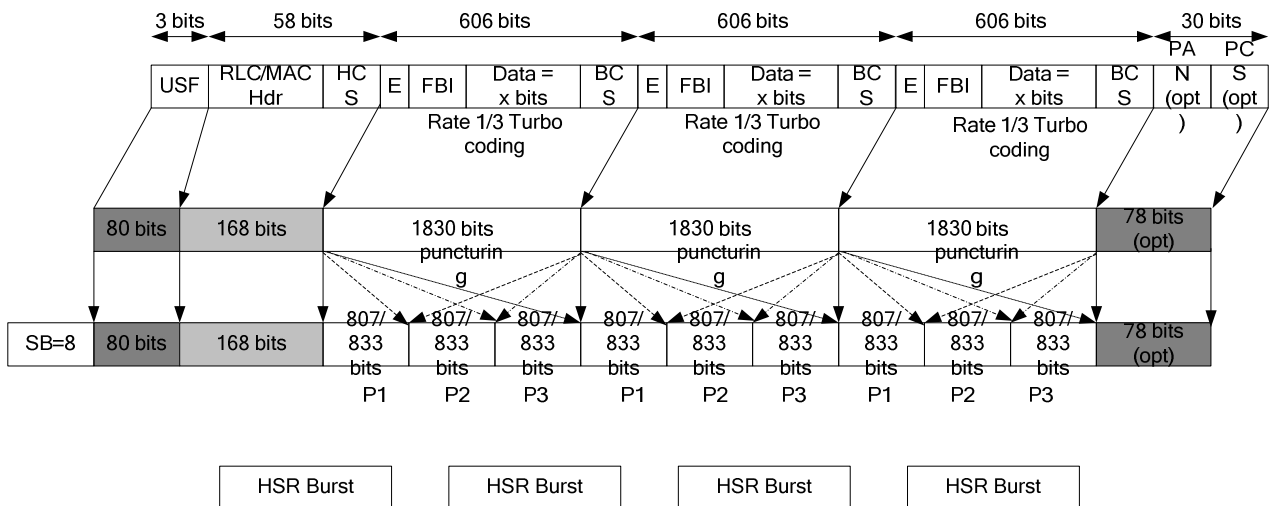 3 bits 58 bits 606 bits 606 bits 606 bits 30 bits
USF RLC/MAC Hdr HC S E FBI Data = x bits BC S E FBI Data = x bits BC S E FBI Data = x bits BC S PA N (opt ) PC S (opt )
Rate 1/3 Turbo coding Rate 1/3 Turbo coding Rate 1/3 Turbo coding
80 bits 168 bits 1830 bits puncturin g 1830 bits puncturin g 1830 bits puncturin g 78 bits (opt)
SB=8 80 bits 168 bits 807/ 833 bits 807/ 833 bits 807/ 833 bits 807/ 833 bits 807/ 833 bits 807/ 833 bits 807/ 833 bits 807/ 833 bits 807/ 833 bits 78 bits (opt)
P1 P2 P3 P1 P2 P3 P1 P2 P3
HSR Burst HSR Burst HSR Burst HSR Burst